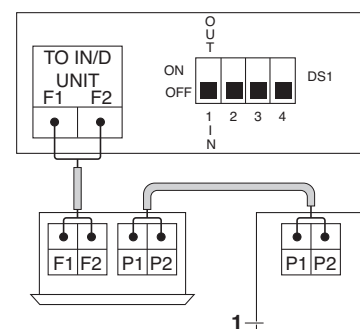 TO IN/D
UNIT
F1 F2
O
U
T
ON
OFF
DS1
1 2 3 4
I
N
F1 F2
P1 P2
P1 P2
1